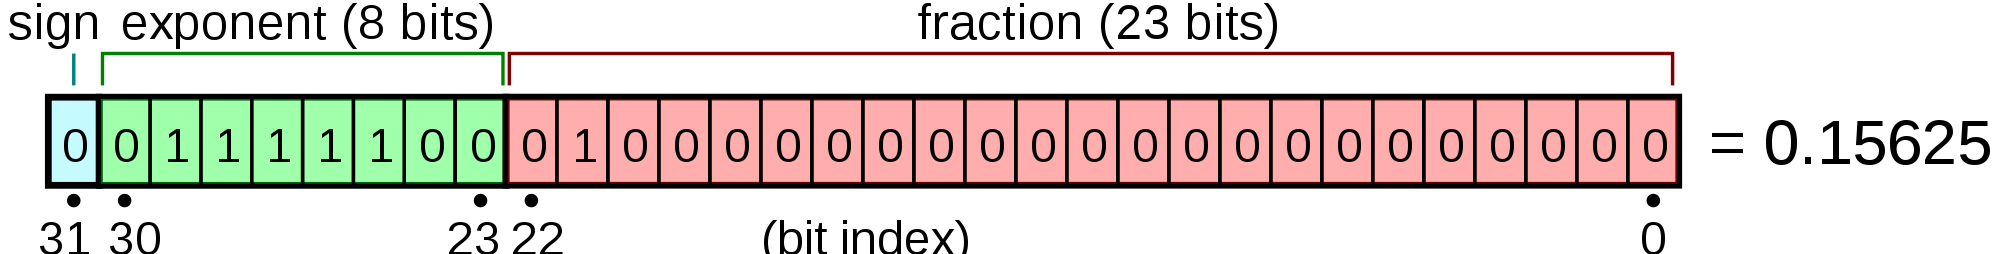 sign exponent (8 bits) fraction (23 bits)
0 0 1 1 1 1 1 0 0 0 1 0 0 0 0 0 0 0 0 0 0 0 0 0 0 0 0 0 0 0 0 0 = 0.15625
31 30 23 22 (bit index) 0